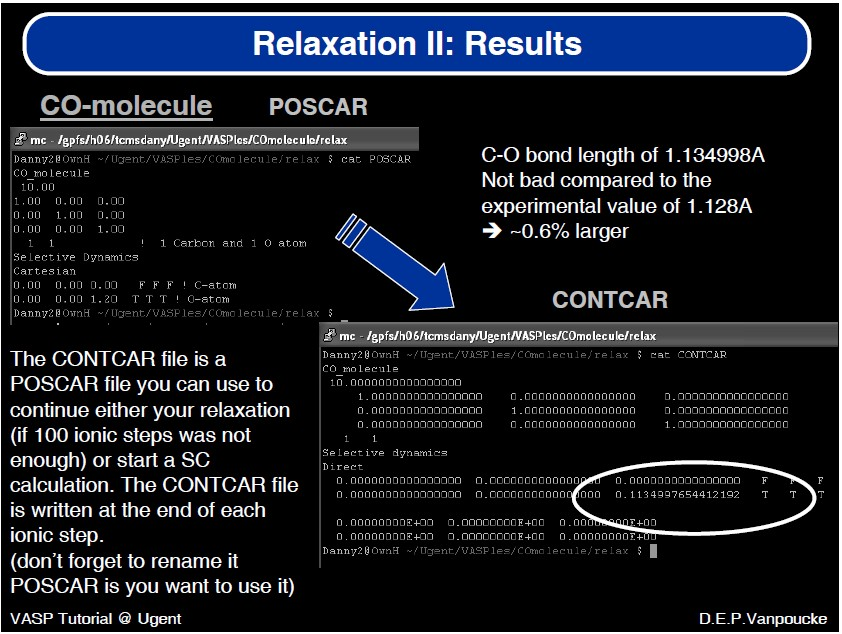 Relaxation II: Results
CO-molecule
POSCAR
mc - /gpfs/h06/tcmsdany/Ugent/VASPles/COmolecule/relax
Danny2@OwnH ~/Ugent/VASPles/COmolecule/relax $ cat POSCAR
CO_molecule
10.00
1.00 0.00 0.00
0.00 1.00 0.00
0.00 0.00 1.00
1 1 ! 1 Carbon and 1 O atom
Selective Dynamics
Cartesian
0.00 0.00 0.00 F F F ! C-atom
0.00 0.00 1.20 T T T ! O-atom
Danny2@OwnH ~/Ugent/VASPles/COmolecule/relax $
C-O bond length of 1.134998A
Not bad compared to the
experimental value of 1.128A
➔ ~0.6% larger
CONTCAR
mc - /gpfs/h06/tcmsdany/Ugent/VASPles/COmolecule/relax
Danny2@OwnH ~/Ugent/VASPles/COmolecule/relax $ cat CONTCAR
CO_molecule
10.0000000000000000
1.0000000000000000 0.0000000000000000 0.0000000000000000
0.0000000000000000 1.0000000000000000 0.0000000000000000
0.0000000000000000 0.0000000000000000 1.0000000000000000
1 1
Selective dynamics
Direct
0.0000000000000000 0.0000000000000000 0.0000000000000000 F F F
0.0000000000000000 0.0000000000000000 0.1134997654412192 T T T
0.00000000E+00 0.00000000E+00 0.00000000E+00
0.00000000E+00 0.00000000E+00 0.00000000E+00
Danny2@OwnH ~/Ugent/VASPles/COmolecule/relax $
The CONTCAR file is a
POSCAR file you can use to
continue either your relaxation
(if 100 ionic steps was not
enough) or start a SC
calculation. The CONTCAR file
is written at the end of each
ionic step.
(don't forget to rename it
POSCAR is you want to use it)
VASP Tutorial @ Ugent
D.E.P.Vanpoucke